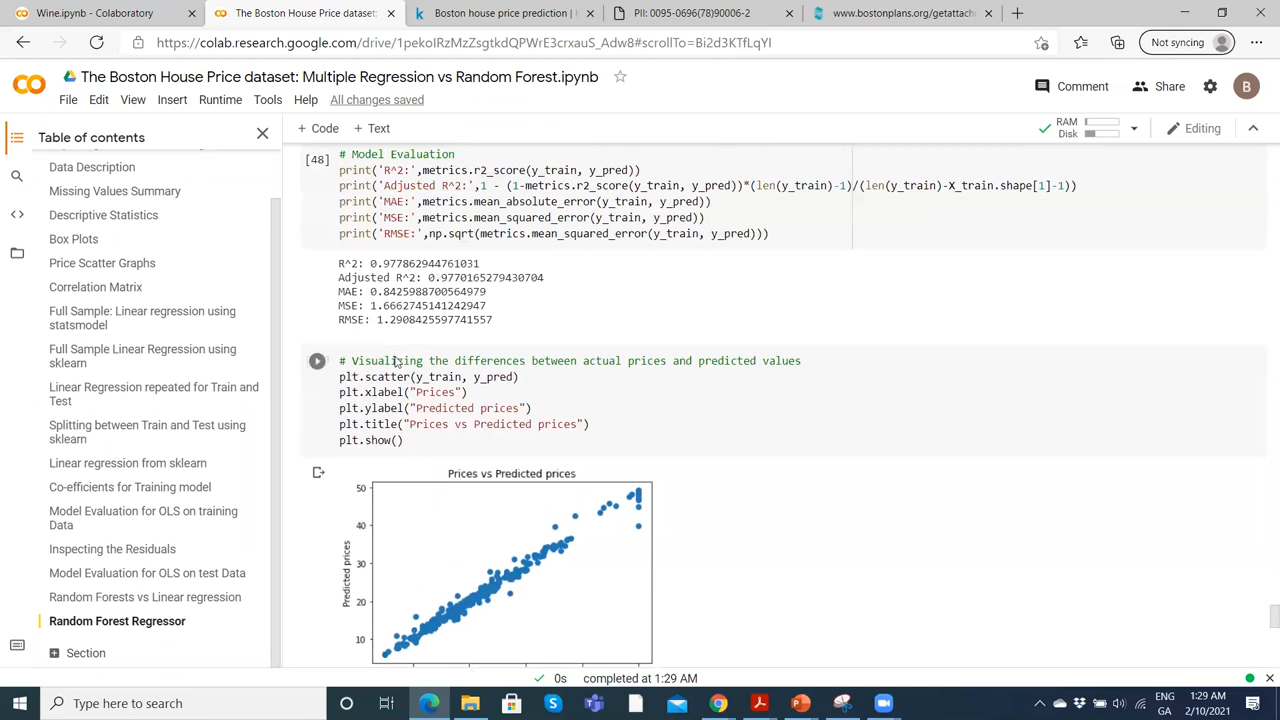 Wine.ipynb - Colaboratory
The Boston House Price dataset:
Boston house price prediction | k
PII: 0095-0696(78)90006-2
www.bostonplans.org/getattachm
https://colab.research.google.com/drive/1pekoIRzMzZsgtkdQPWrE3crxauS_Adw8#scrollTo=Bi2d3KTfLqYI
Not syncing
The Boston House Price dataset: Multiple Regression vs Random Forest.ipynb
Comment
Share
B
File Edit View Insert Runtime Tools Help All changes saved
Table of contents
+ Code + Text
RAM
Disk
Editing
Data Description
Missing Values Summary
Descriptive Statistics
Box Plots
Price Scatter Graphs
Correlation Matrix
Full Sample: Linear regression using
statsmodel
Full Sample Linear Regression using
sklearn
Linear Regression repeated for Train and
Test
Splitting between Train and Test using
sklearn
Linear regression from sklearn
Co-efficients for Training model
Model Evaluation for OLS on training
Data
Inspecting the Residuals
Model Evaluation for OLS on test Data
Random Forests vs Linear regression
Random Forest Regressor
Section
[48]
# Model Evaluation
print('R^2:',metrics.r2_score(y_train, y_pred))
print('Adjusted R^2:',1 - (1-metrics.r2_score(y_train, y_pred))*(len(y_train)-1)/(len(y_train)-X_train.shape[1]-1))
print('MAE:',metrics.mean_absolute_error(y_train, y_pred))
print('MSE:',metrics.mean_squared_error(y_train, y_pred))
print('RMSE:',np.sqrt(metrics.mean_squared_error(y_train, y_pred)))
R^2: 0.977862944761031
Adjusted R^2: 0.9770165279430704
MAE: 0.8425988700564979
MSE: 1.6662745141242947
RMSE: 1.2908425597741557
# Visualizing the differences between actual prices and predicted values
plt.scatter(y_train, y_pred)
plt.xlabel("Prices")
plt.ylabel("Predicted prices")
plt.title("Prices vs Predicted prices")
plt.show()
Prices vs Predicted prices
50
40
30
20
10
Predicted prices
0s completed at 1:29 AM
Type here to search
ENG
GA
1:29 AM
2/10/2021